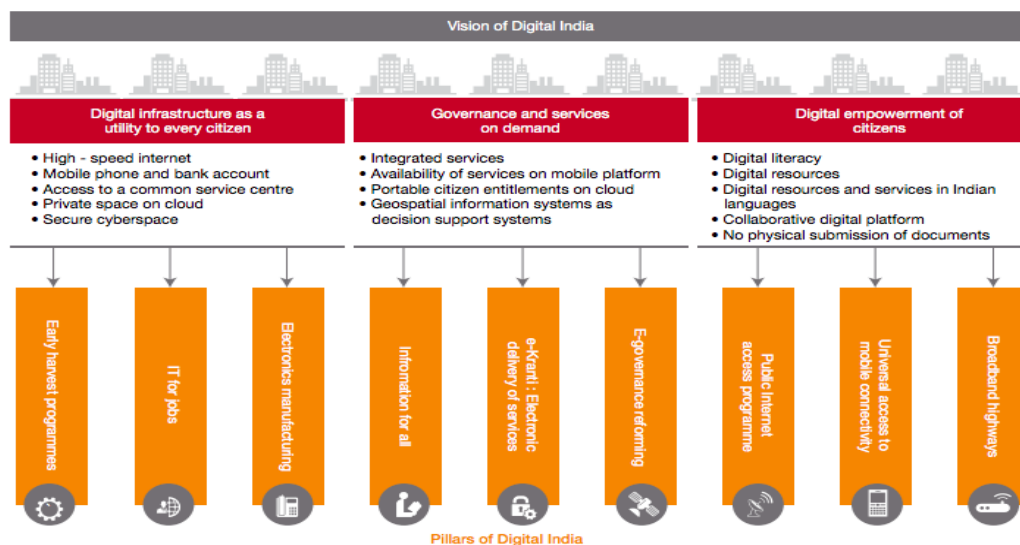 Vision of Digital India
Digital infrastructure as a
utility to every citizen
• High - speed internet
• Mobile phone and bank account
• Access to a common service centre
• Private space on cloud
• Secure cyberspace
Governance and services
on demand
• Integrated services
• Availability of services on mobile platform
• Portable citizen entitlements on cloud
• Geospatial information systems as
decision support systems
Digital empowerment of
citizens
• Digital literacy
• Digital resources
• Digital resources and services in Indian
languages
• Collaborative digital platform
• No physical submission of documents
Early harvest programmes
IT for jobs
Electronics manufacturing
Infromation for all
e-Kranti : Electronic
delivery of services
E-governance reforming
Public Internet
access programme
Universal access to
mobile connectivity
Broadband highways
Pillars of Digital India